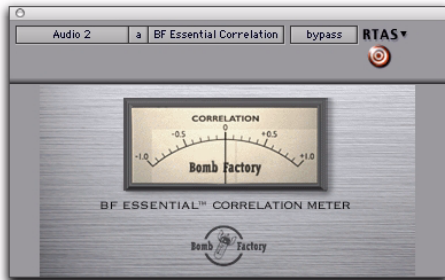 Audio 2 a BF Essential Correlation bypass RTAS
CORRELATION
-1.0 -0.5 0 +0.5 +1.0
Bomb Factory
BF ESSENTIAL™ CORRELATION METER
Bomb Factory